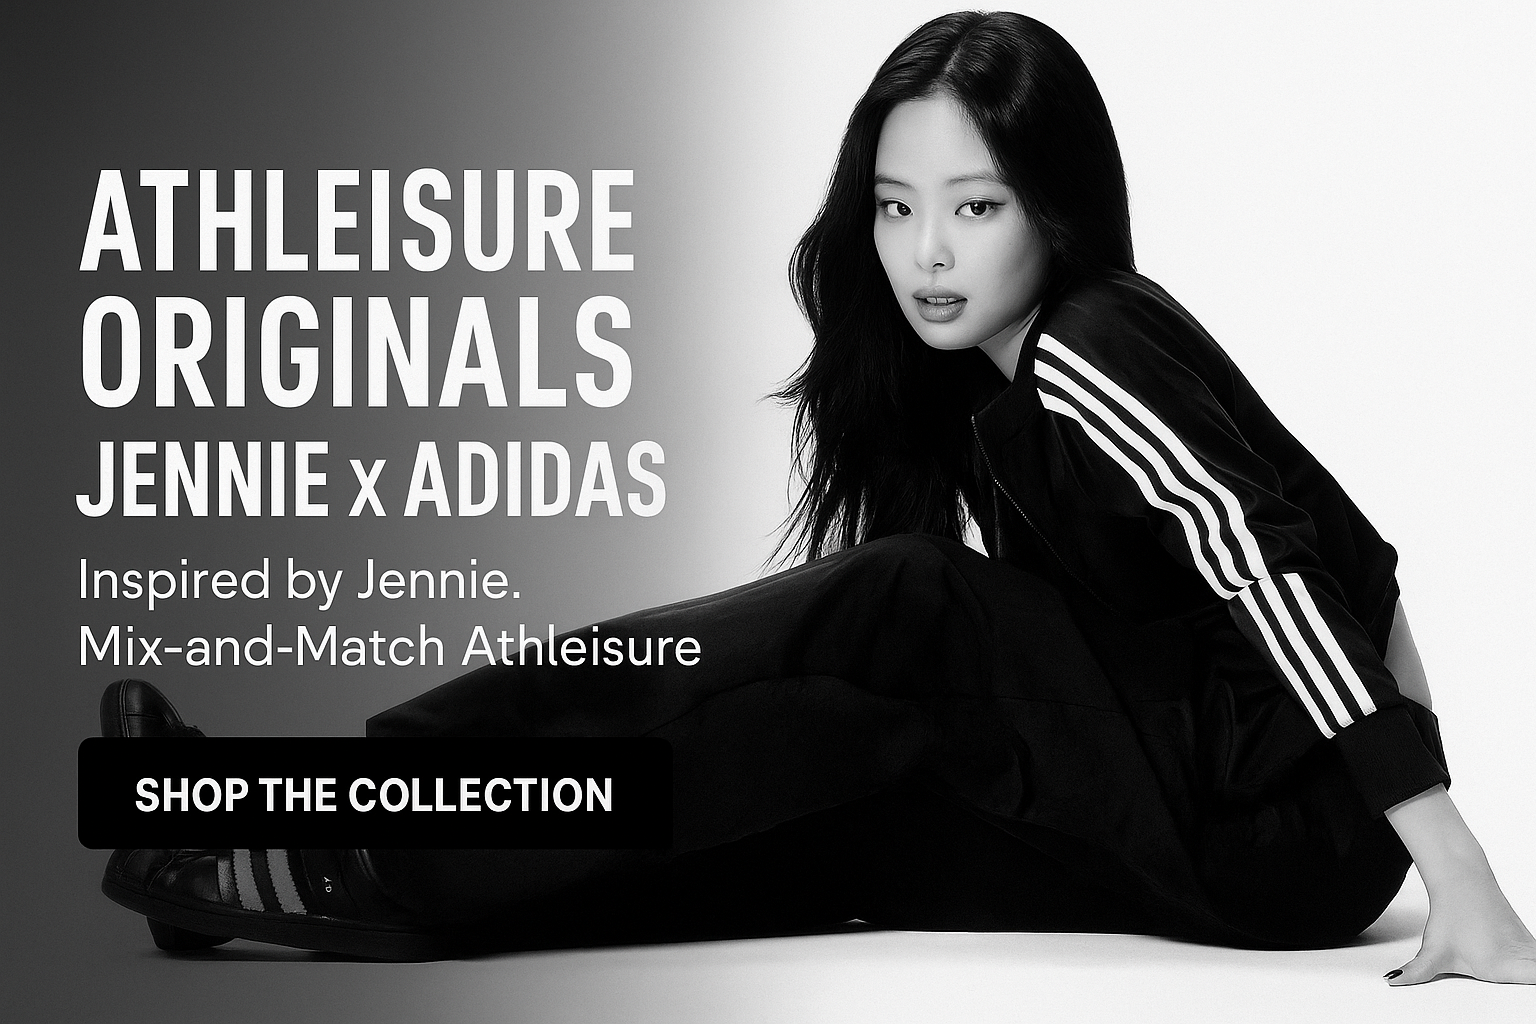 ATHLEISURE
ORIGINALS
JENNIE x ADIDAS
Inspired by Jennie.
Mix-and-Match Athleisure
SHOP THE COLLECTION